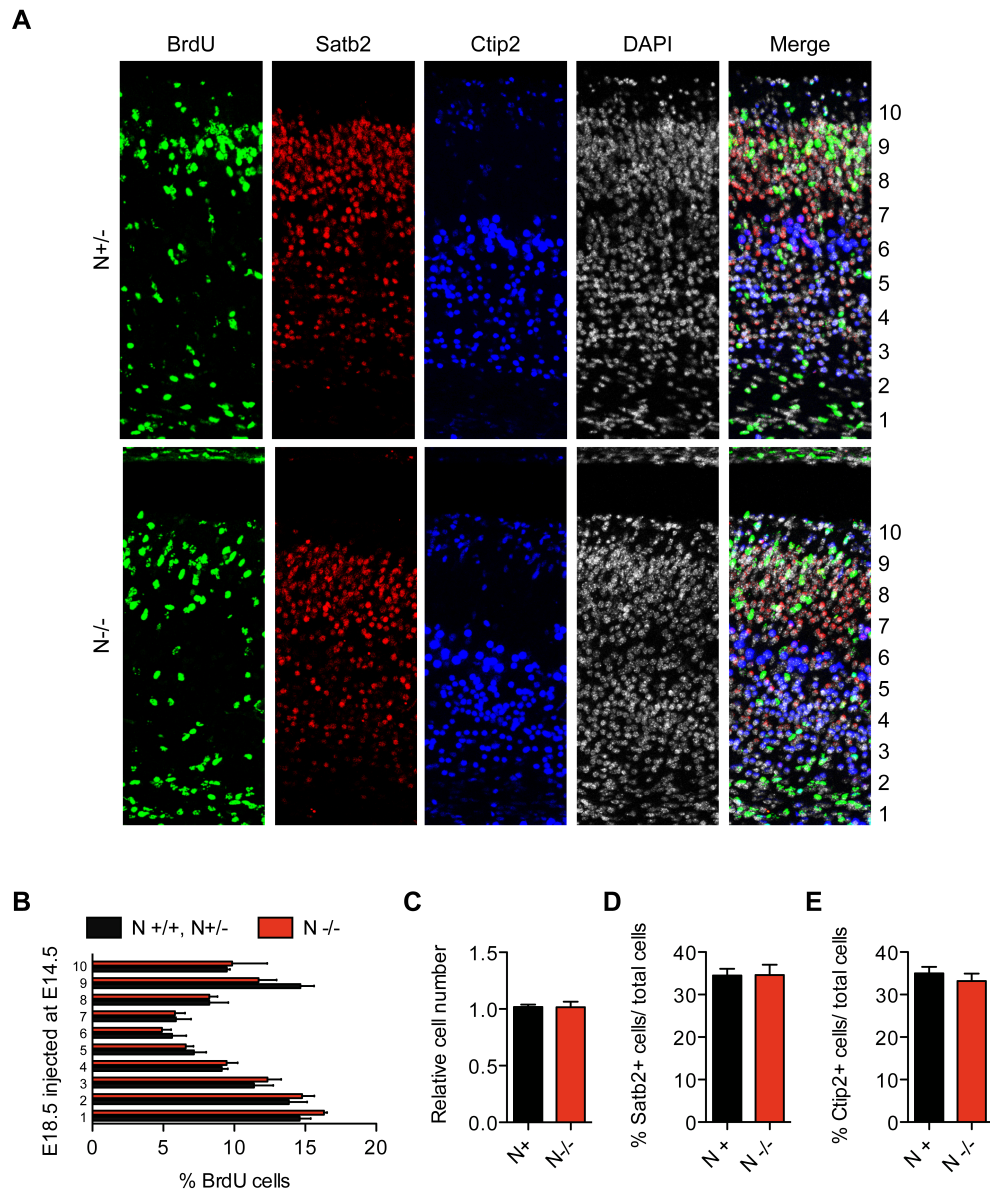 A
BrdU Satb2 Ctip2 DAPI Merge
N+/-
10
9
8
7
6
5
4
3
2
1
N-/-
10
9
8
7
6
5
4
3
2
1
B
N +/+, N+/- N -/-
E18.5 injected at E14.5
10
9
8
7
6
5
4
3
2
1
0 5 10 15 20
% BrdU cells
C
Relative cell number
1.5
1.0
0.5
0.0
N+ N-/-
D
% Satb2+ cells/ total cells
40
30
20
10
0
N + N -/-
E
% Ctip2+ cells/ total cells
40
30
20
10
0
N + N -/-